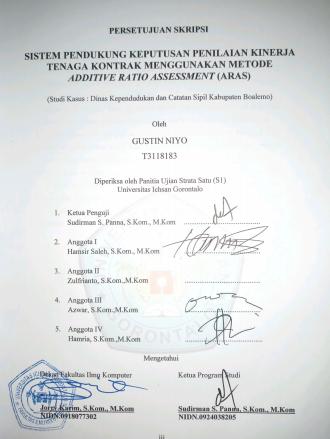 PERSETUJUAN SKRIPSI
SISTEM PENDUKUNG KEPUTUSAN PENILAIAN KINERJA
TENAGA KONTRAK MENGGUNAKAN METODE
ADDITIVE RATIO ASSESSMENT (ARAS)
(Studi Kasus : Dinas Kependudukan dan Catatan Sipil Kabupaten Boalemo)
Oleh
GUSTIN NIYO
T3118183
Diperiksa oleh Panitia Ujian Strata Satu (S1)
Universitas Ichsan Gorontalo
1. Ketua Penguji
Sudirman S. Panna, S.Kom., M.Kom
2. Anggota I
Hamsir Saleh, S.Kom., M.Kom
3. Anggota II
Zulfrianto, S.Kom.,M.Kom
4. Anggota III
Azwar, S.Kom.,M.Kom
5. Anggota IV
Hamria, S.Kom.,M.Kom
Mengetahui
Dekan Fakultas Ilmu Komputer
Ketua Program Studi
Jorry Karim, S.Kom., M.Kom
Sudirman S. Panna, S.Kom., M.Kom
NIDN.0918077302
NIDN.0924038205
iii